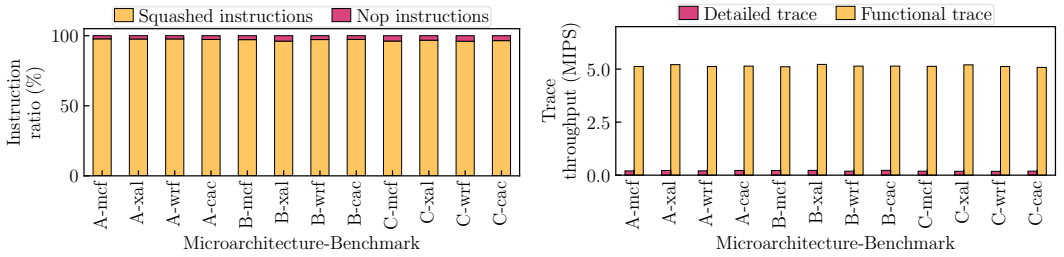 Squashed instructions
Nop instructions
Instruction
ratio (%)
100
50
0
A-mcf
A-xal
A-wrf
A-cac
B-mcf
B-xal
B-wrf
B-cac
C-mcf
C-xal
C-wrf
C-cac
Microarchitecture-Benchmark
Detailed trace
Functional trace
Trace
throughput (MIPS)
5.0
2.5
0.0
A-mcf
A-xal
A-wrf
A-cac
B-mcf
B-xal
B-wrf
B-cac
C-mcf
C-xal
C-wrf
C-cac
Microarchitecture-Benchmark